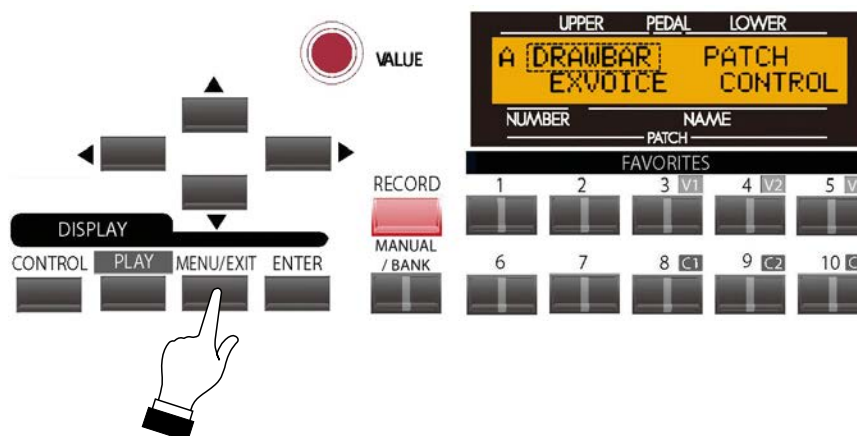 UPPER PEDAL LOWER
A DRAWBAR PATCH
EXVOICE CONTROL
NUMBER NAME
PATCH
VALUE
FAVORITES
RECORD
1 2 3 V1 4 V2 5
DISPLAY
CONTROL PLAY MENU/EXIT ENTER
MANUAL
/ BANK
6 7 8 C1 9 C2 10